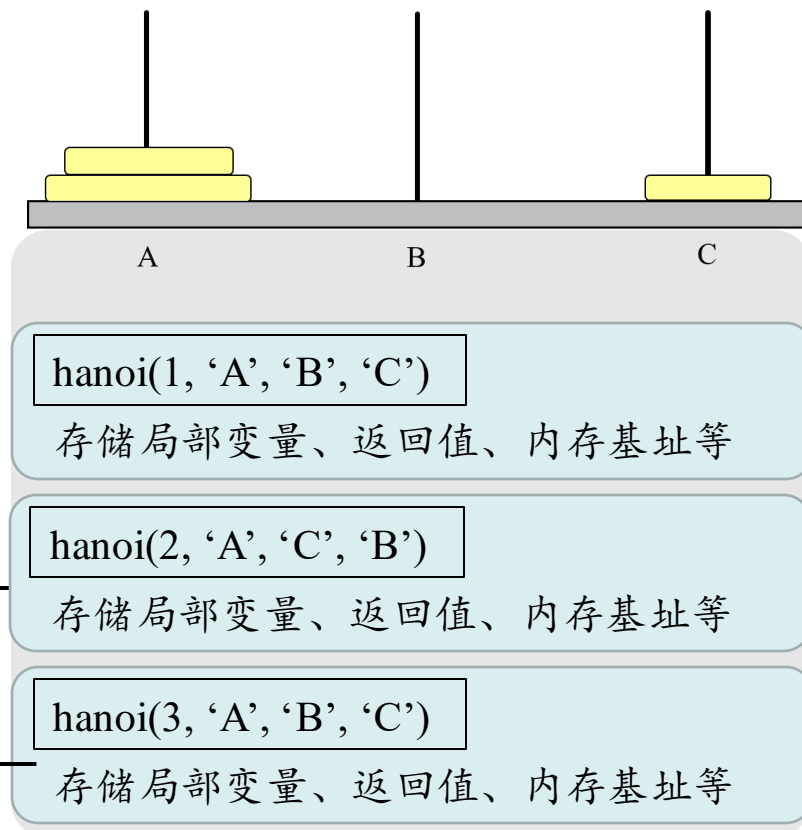 A B C
hanoi(1, ‘A’, ‘B’, ‘C’)
存储局部变量、返回值、内存基址等
hanoi(2, ‘A’, ‘C’, ‘B’)
存储局部变量、返回值、内存基址等
hanoi(3, ‘A’, ‘B’, ‘C’)
存储局部变量、返回值、内存基址等